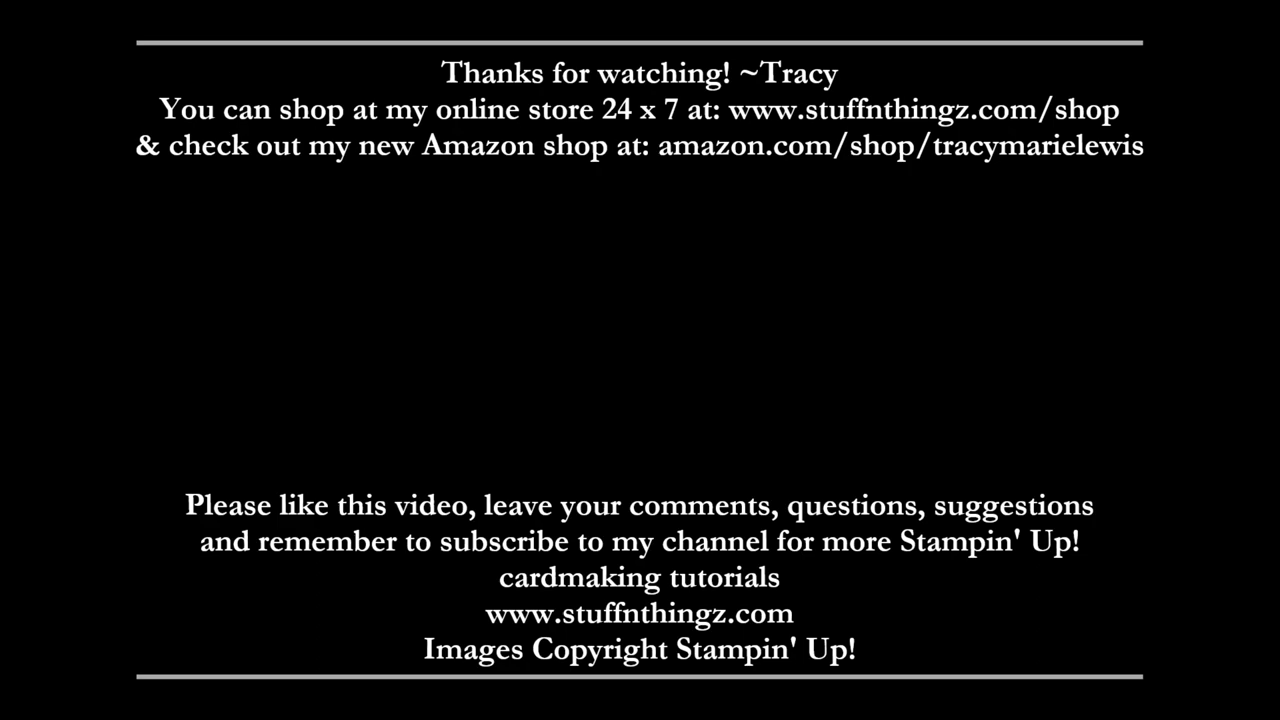 Thanks for watching! ~Tracy
You can shop at my online store 24 x 7 at: www.stuffnthingz.com/shop
& check out my new Amazon shop at: amazon.com/shop/tracymarielewis
Please like this video, leave your comments, questions, suggestions
and remember to subscribe to my channel for more Stampin' Up!
cardmaking tutorials
www.stuffnthingz.com
Images Copyright Stampin' Up!